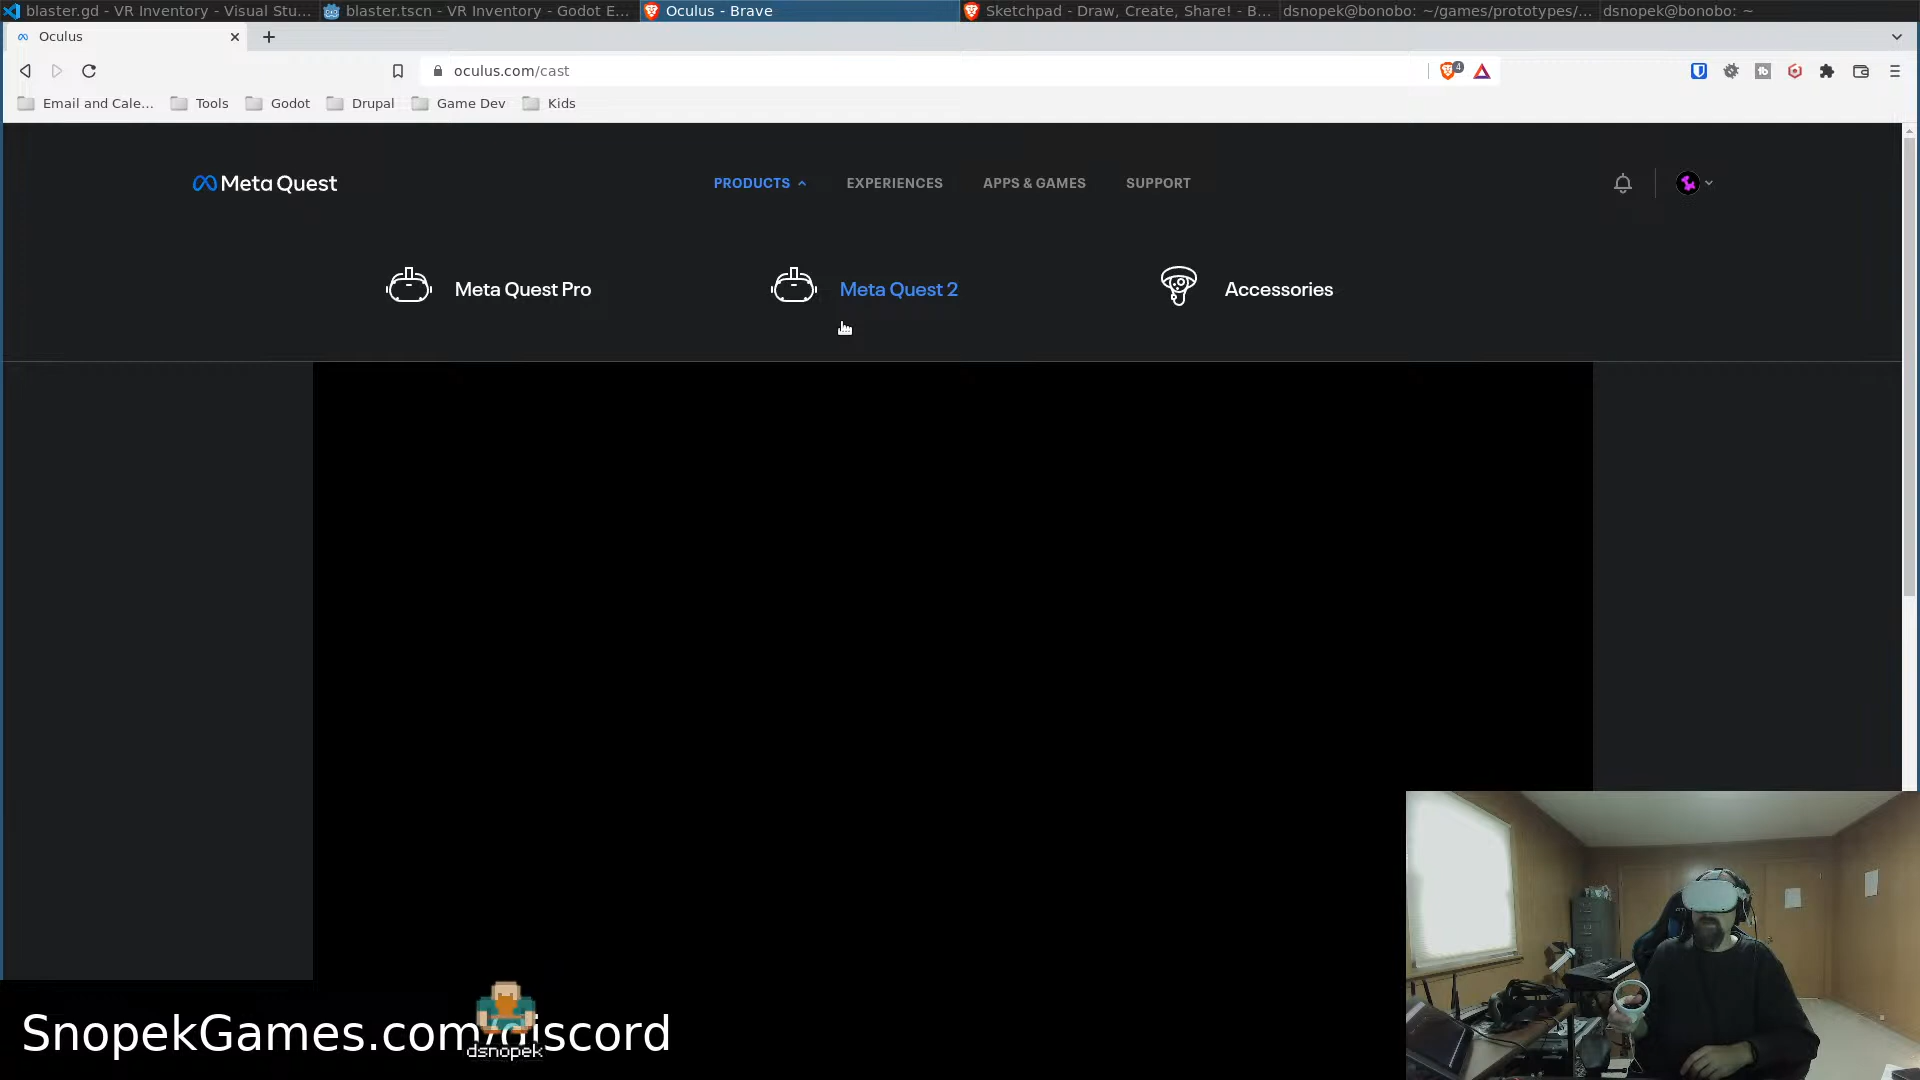 blaster.gd - VR Inventory - Visual Stu...
blaster.tscn - VR Inventory - Godot E...
Oculus - Brave
Sketchpad - Draw, Create, Share! - B...
dsnopek@bonobo: ~/games/prototypes/...
dsnopek@bonobo: ~
Oculus
oculus.com/cast
4
Email and Cale...
Tools
Godot
Drupal
Game Dev
Kids
Meta Quest
PRODUCTS
EXPERIENCES
APPS & GAMES
SUPPORT
Meta Quest Pro
Meta Quest 2
Accessories
SnopekGames.com/discord
dsnopek